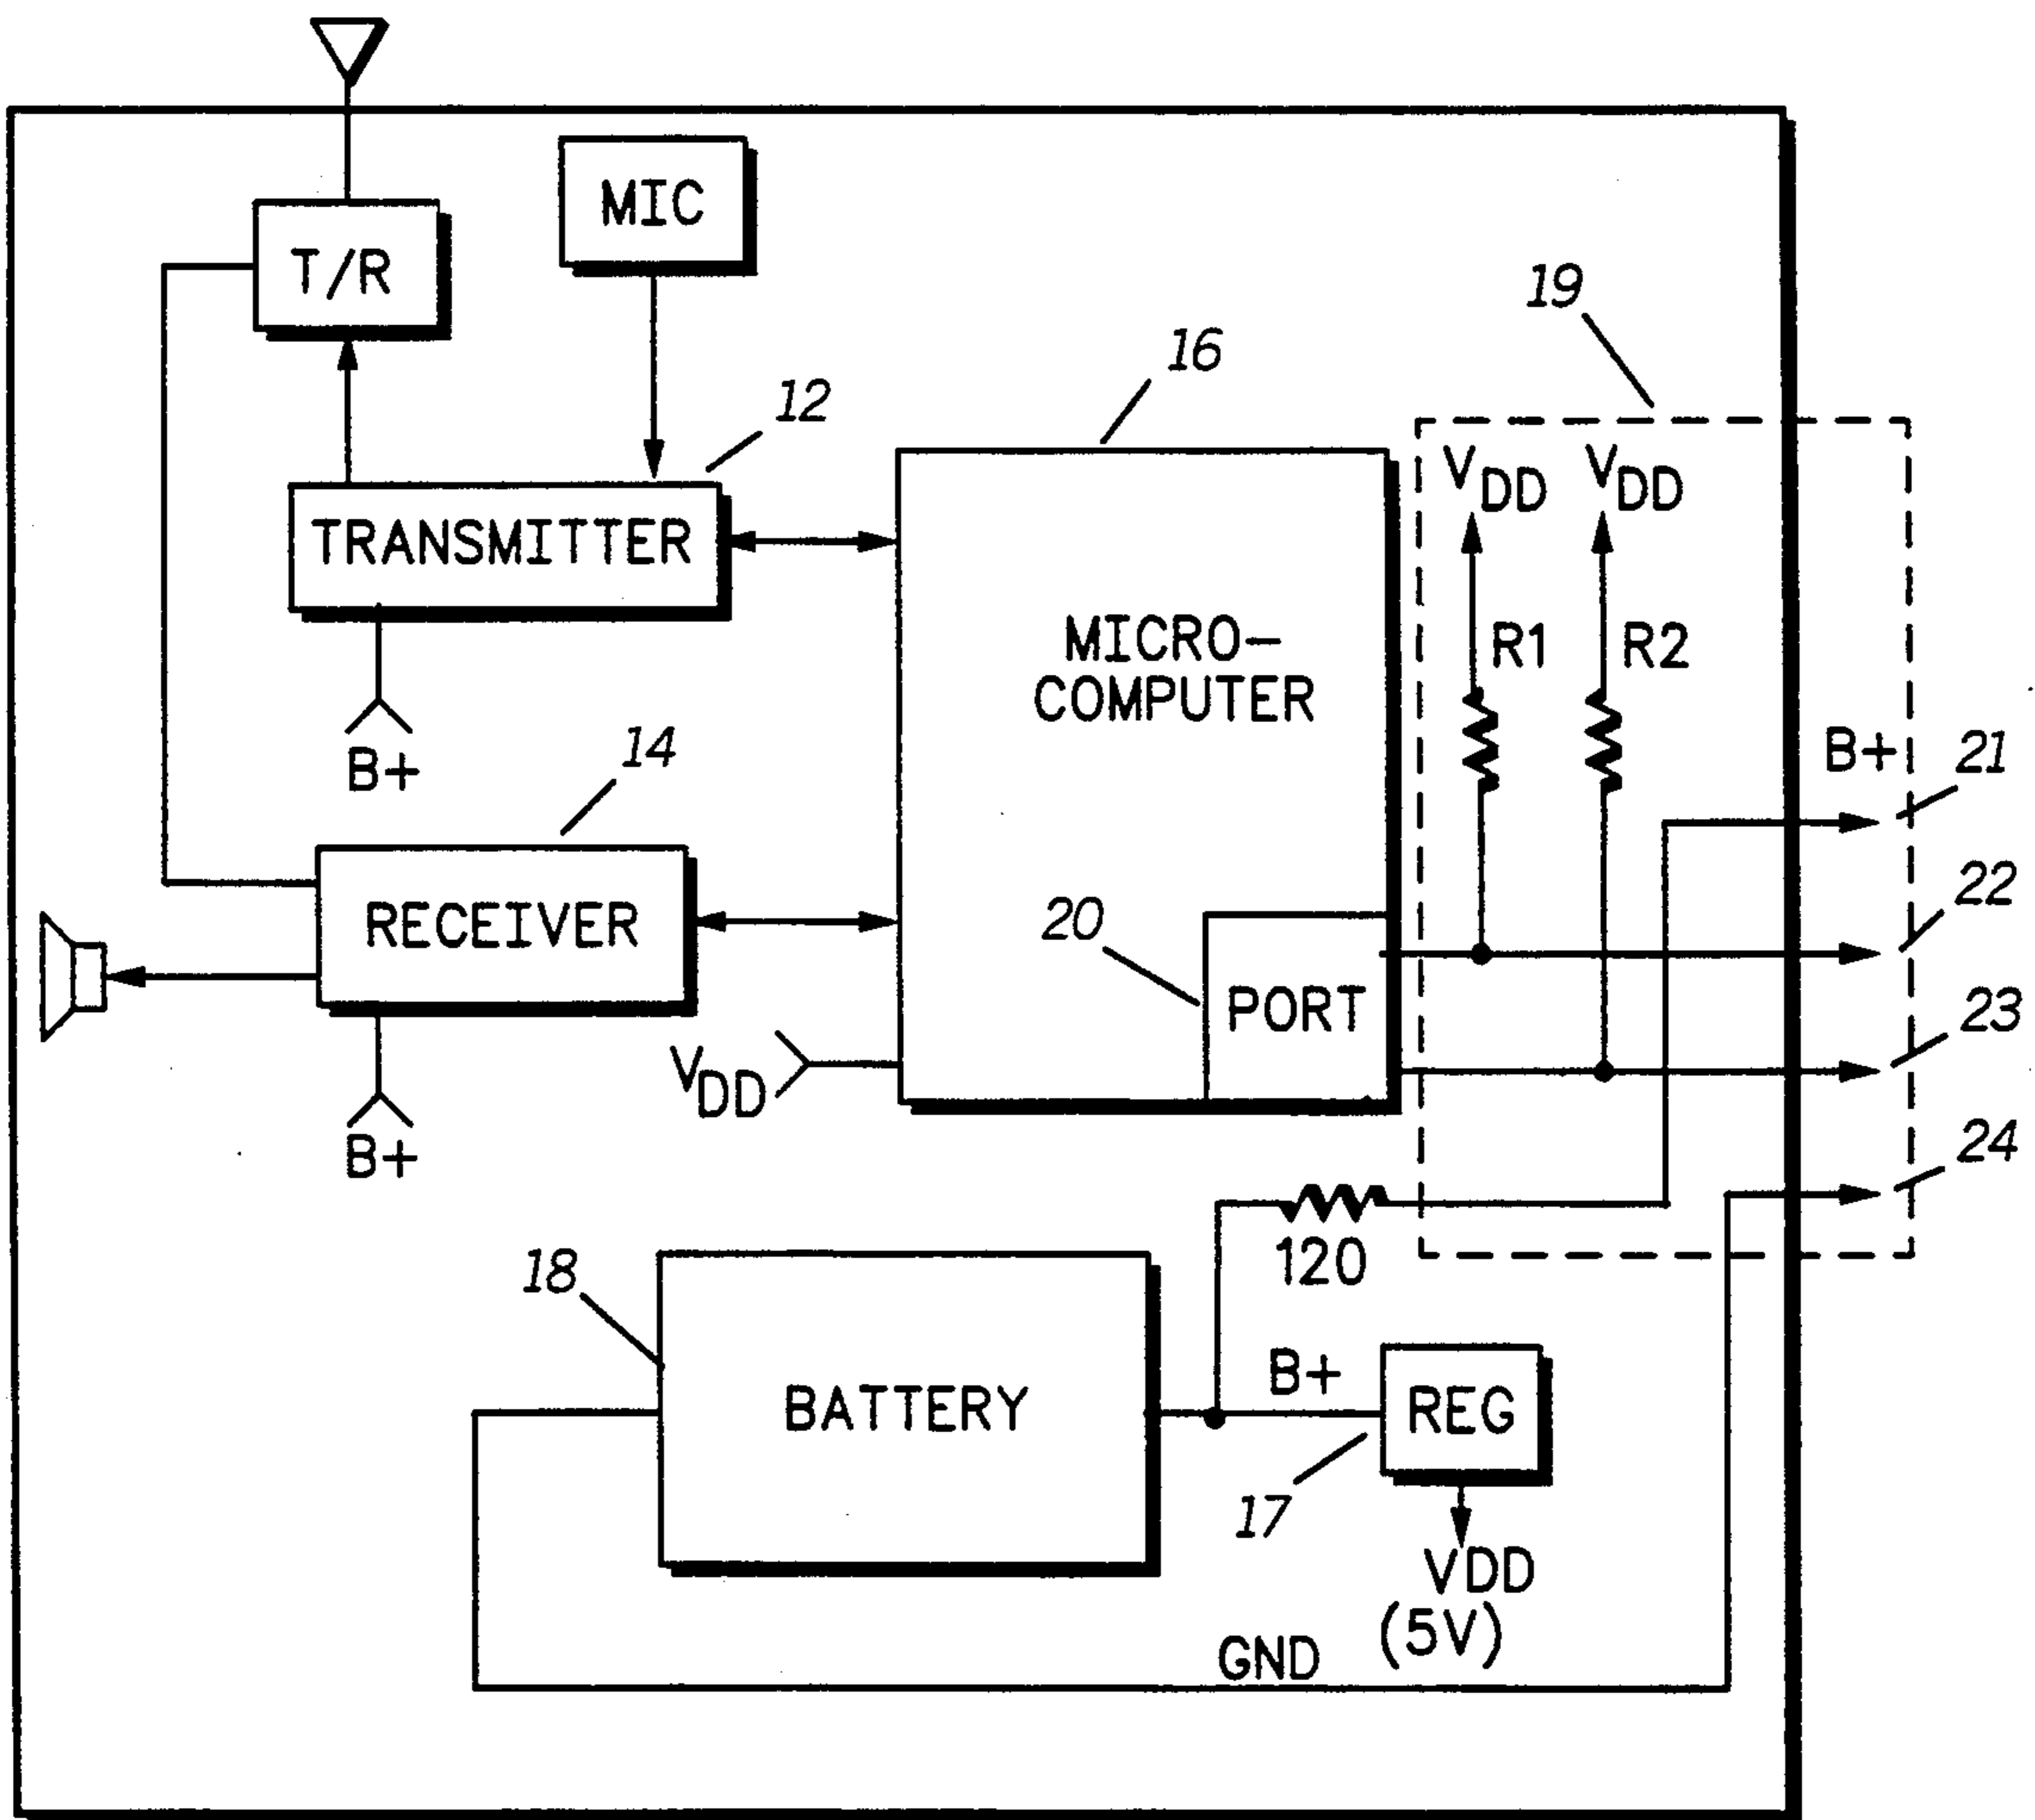 MIC
T/R
19
16
12
VDD VDD
TRANSMITTER
MICRO-
COMPUTER
R1 R2
B+
14
B+ 21
RECEIVER
20
22
PORT
23
VDD
B+
24
120
18
BATTERY
B+
REG
17
VDD
(5V)
GND